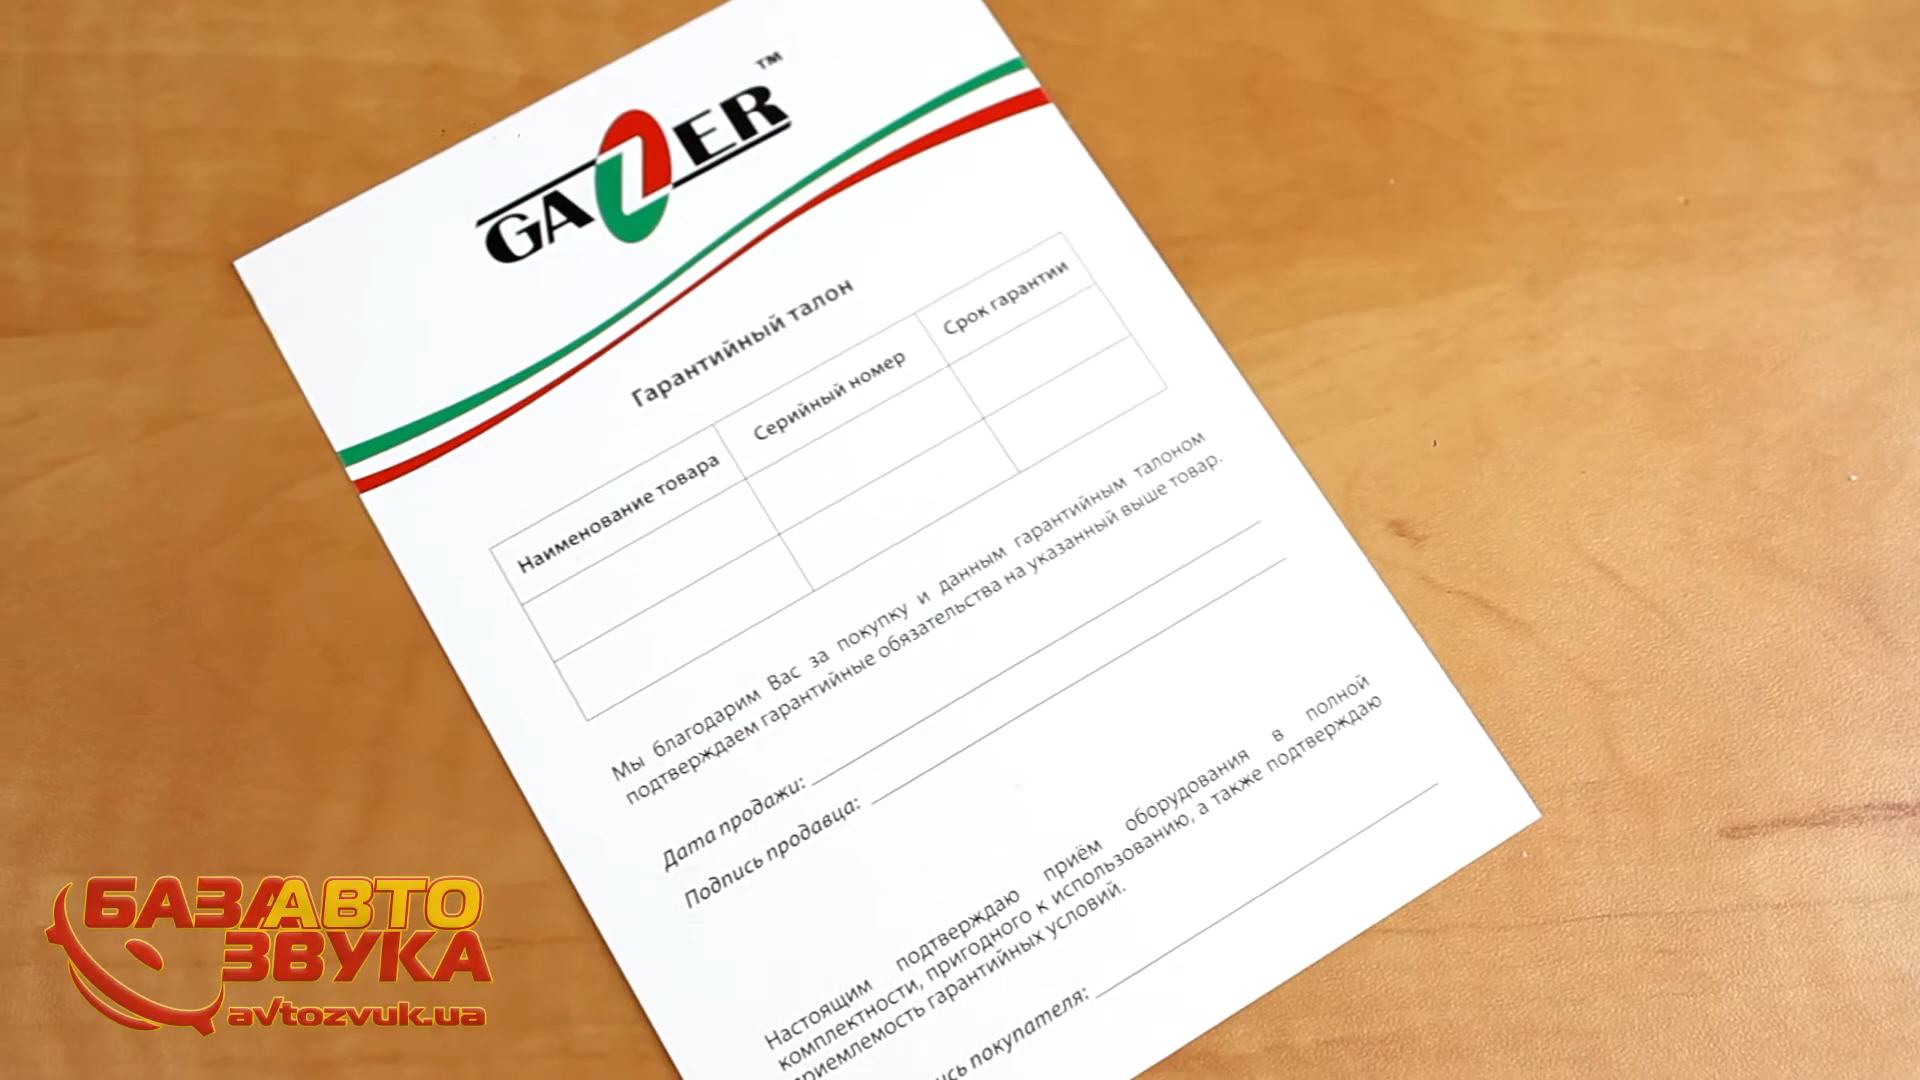 GAZER™
Гарантийный талон
Наименование товара Серийный номер Срок гарантии
Мы благодарим Вас за покупку и данным гарантийным талоном
подтверждаем гарантийные обязательства на указанный выше товар.
Дата продажи:
Подпись продавца:
Настоящим подтверждаю приём оборудования в полной
комплектности, пригодного к использованию, а также подтверждаю
приемлемость гарантийных условий.
покупателя:
БАЗА АВТО
ЗВУКА
avtozvuk.ua